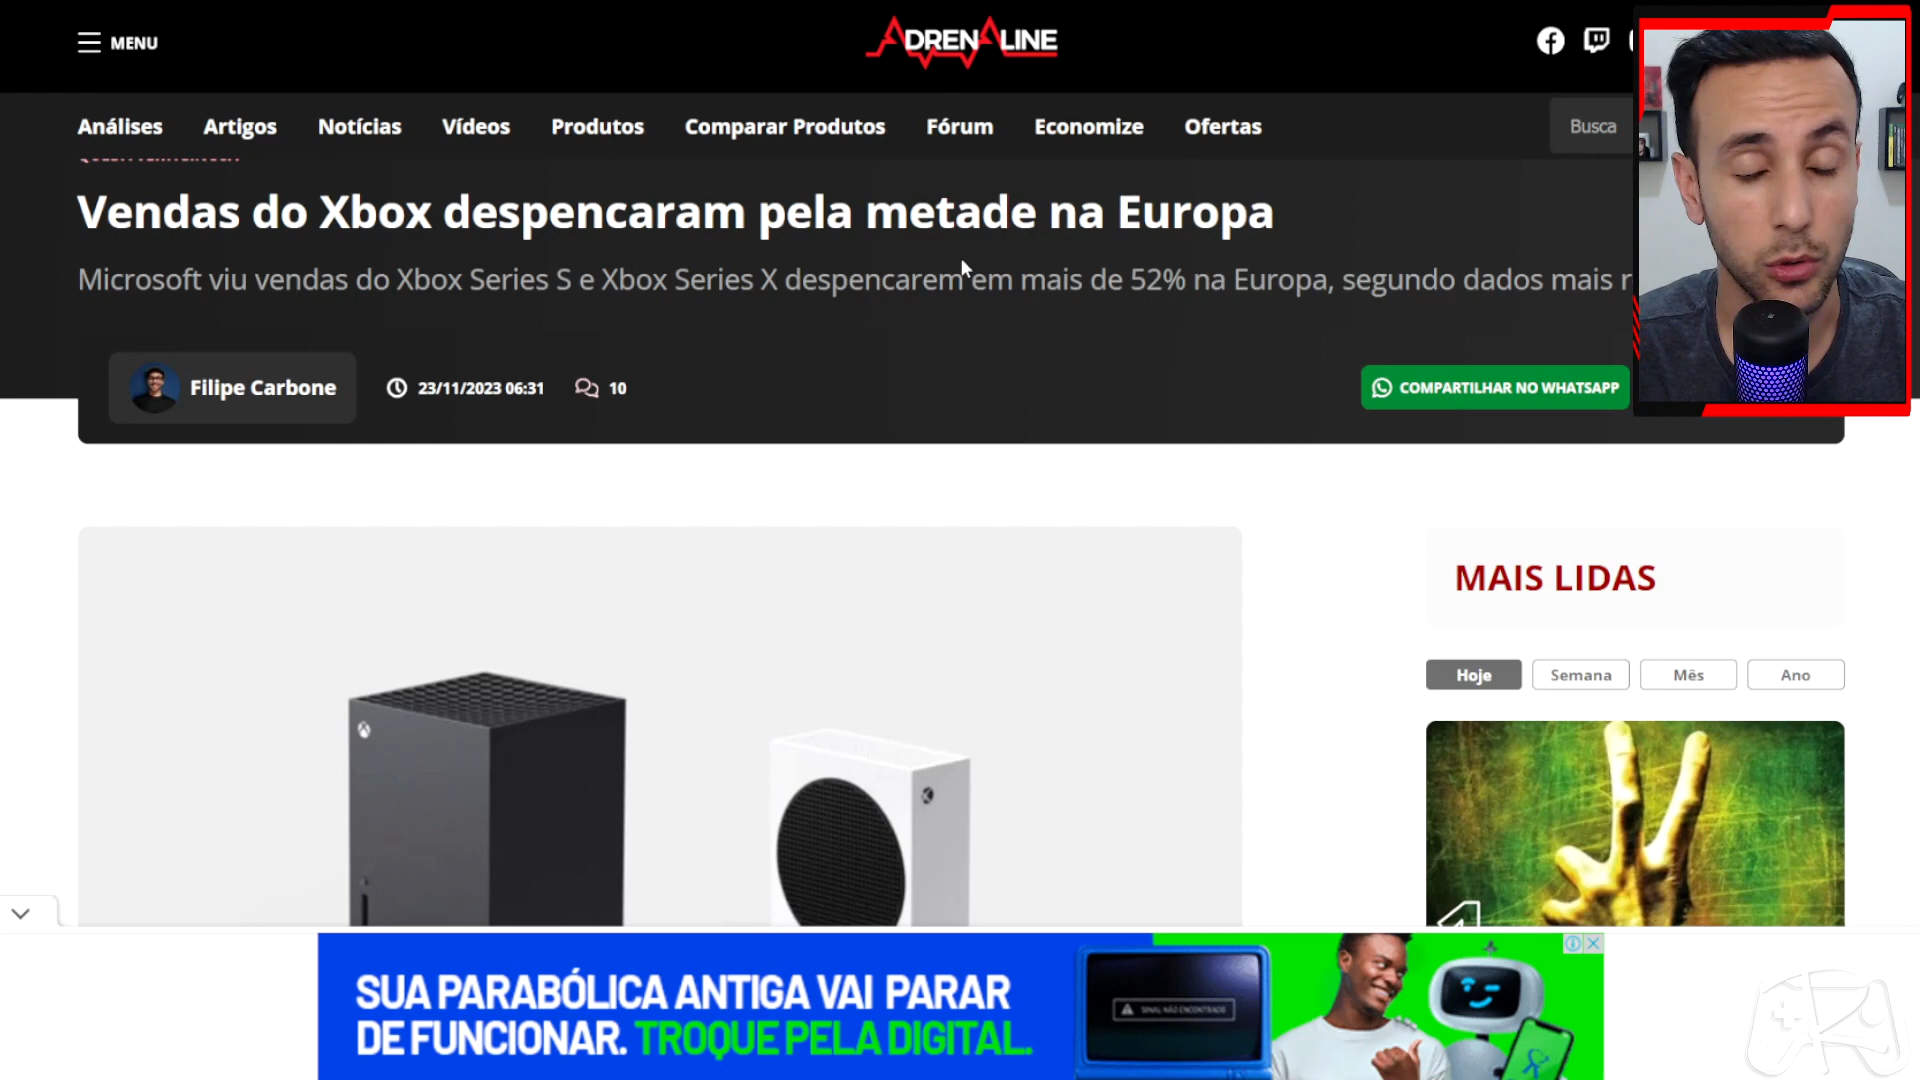 MENU
ADRENALINE
Análises Artigos Notícias Vídeos Produtos Comparar Produtos Fórum Economize Ofertas Busca
Vendas do Xbox despencaram pela metade na Europa
Microsoft viu vendas do Xbox Series S e Xbox Series X despencarem em mais de 52% na Europa, segundo dados mais
Filipe Carbone 23/11/2023 06:31 10 COMPARTILHAR NO WHATSAPP
MAIS LIDAS
Hoje Semana Mês Ano
SUA PARABÓLICA ANTIGA VAI PARAR
DE FUNCIONAR. TROQUE PELA DIGITAL.
SINAL NÃO ENCONTRADO